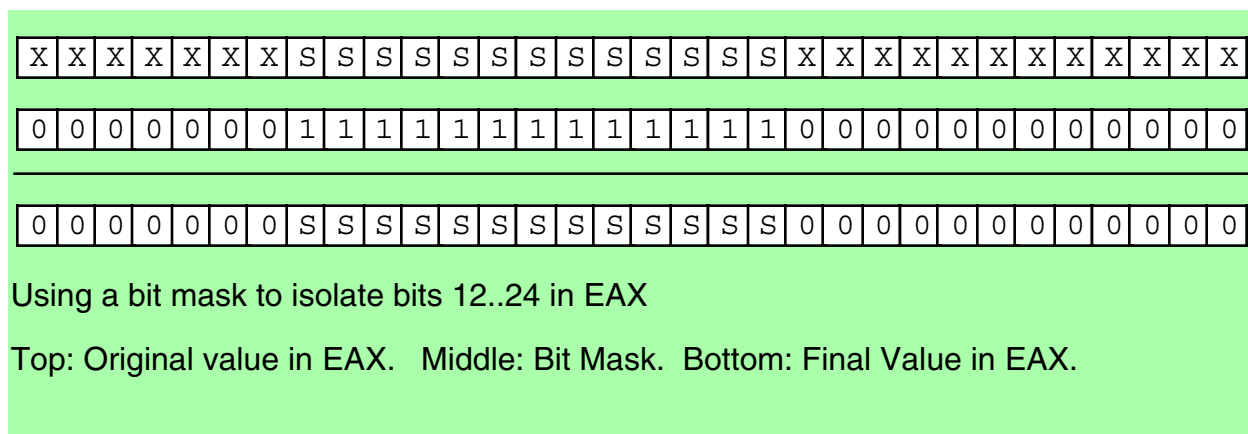 X X X X X X X S S S S S S S S S S S S S X X X X X X X X X X X X
0 0 0 0 0 0 0 1 1 1 1 1 1 1 1 1 1 1 1 1 0 0 0 0 0 0 0 0 0 0 0 0
0 0 0 0 0 0 0 S S S S S S S S S S S S S 0 0 0 0 0 0 0 0 0 0 0 0
Using a bit mask to isolate bits 12..24 in EAX
Top: Original value in EAX. Middle: Bit Mask. Bottom: Final Value in EAX.